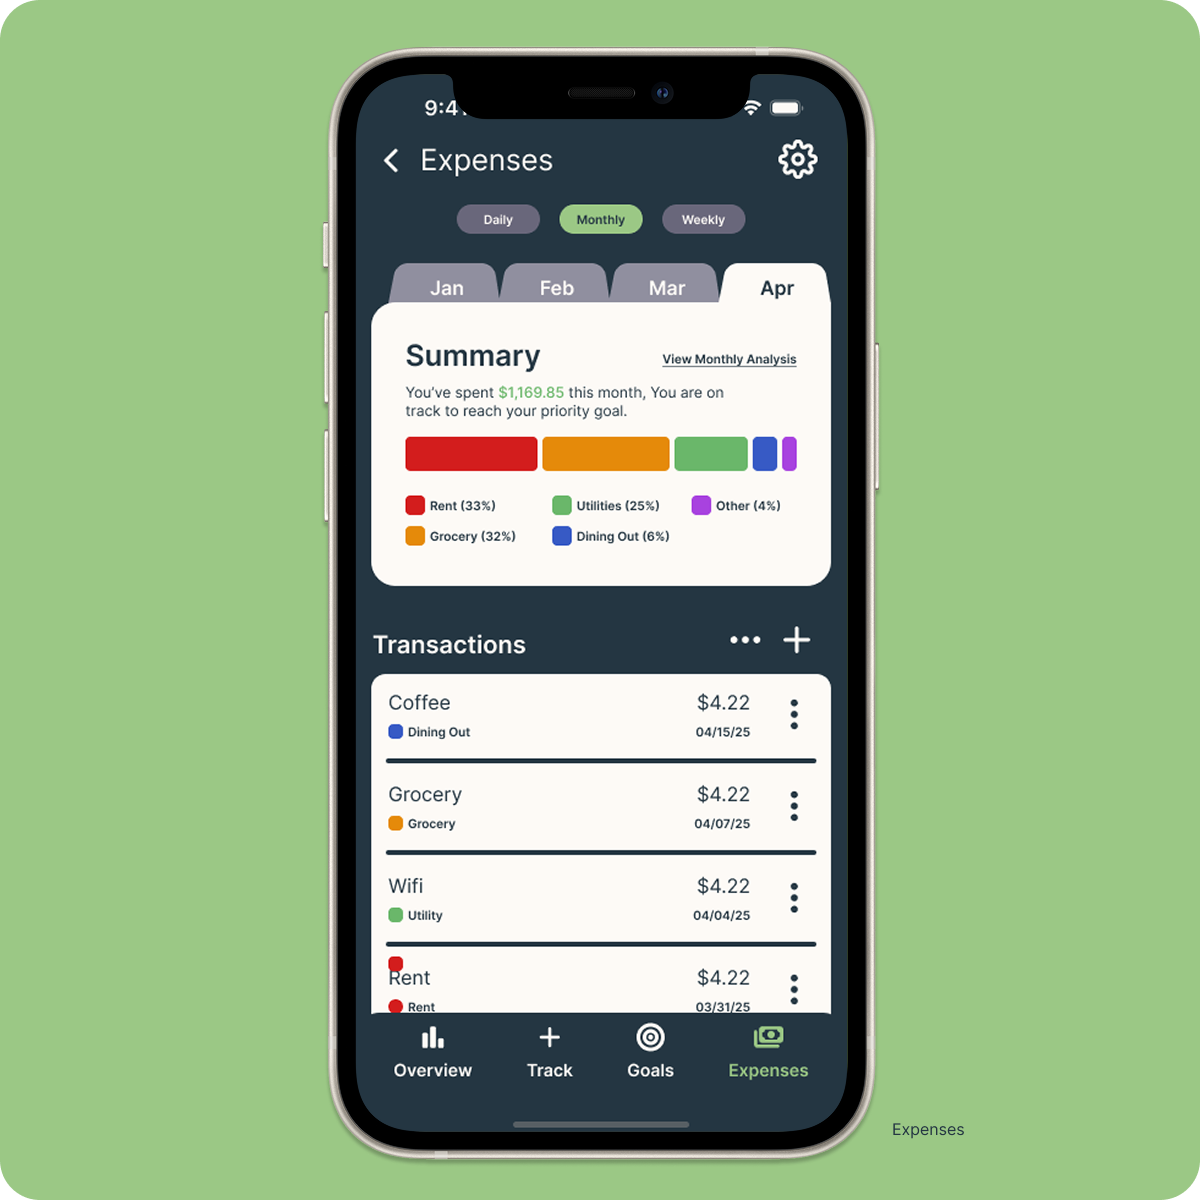 9:4
Expenses
Daily Monthly Weekly
Jan Feb Mar Apr
Summary View Monthly Analysis
You've spent $1,169.85 this month, You are on
track to reach your priority goal.
Rent (33%) Utilities (25%) Other (4%)
Grocery (32%) Dining Out (6%)
Transactions
Coffee $4.22
Dining Out 04/15/25
Grocery $4.22
Grocery 04/07/25
Wifi $4.22
Utility 04/04/25
Rent $4.22
Rent 03/31/25
Overview Track Goals Expenses
Expenses